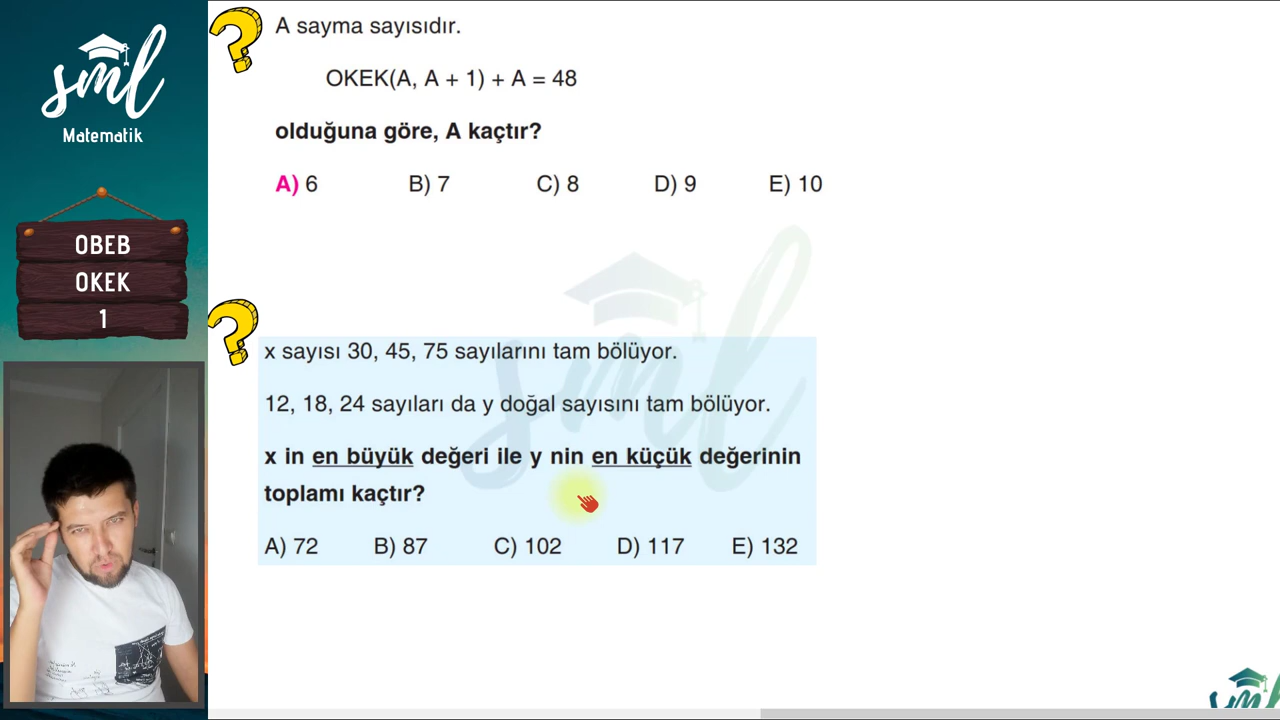 sml
Matematik
OBEB
OKEK
1
A sayma sayısıdır.
OKEK(A, A + 1) + A = 48
olduğuna göre, A kaçtır?
A) 6 B) 7 C) 8 D) 9 E) 10
x sayısı 30, 45, 75 sayılarını tam bölüyor.
12, 18, 24 sayıları da y doğal sayısını tam bölüyor.
x in en büyük değeri ile y nin en küçük değerinin
toplamı kaçtır?
A) 72 B) 87 C) 102 D) 117 E) 132
sml